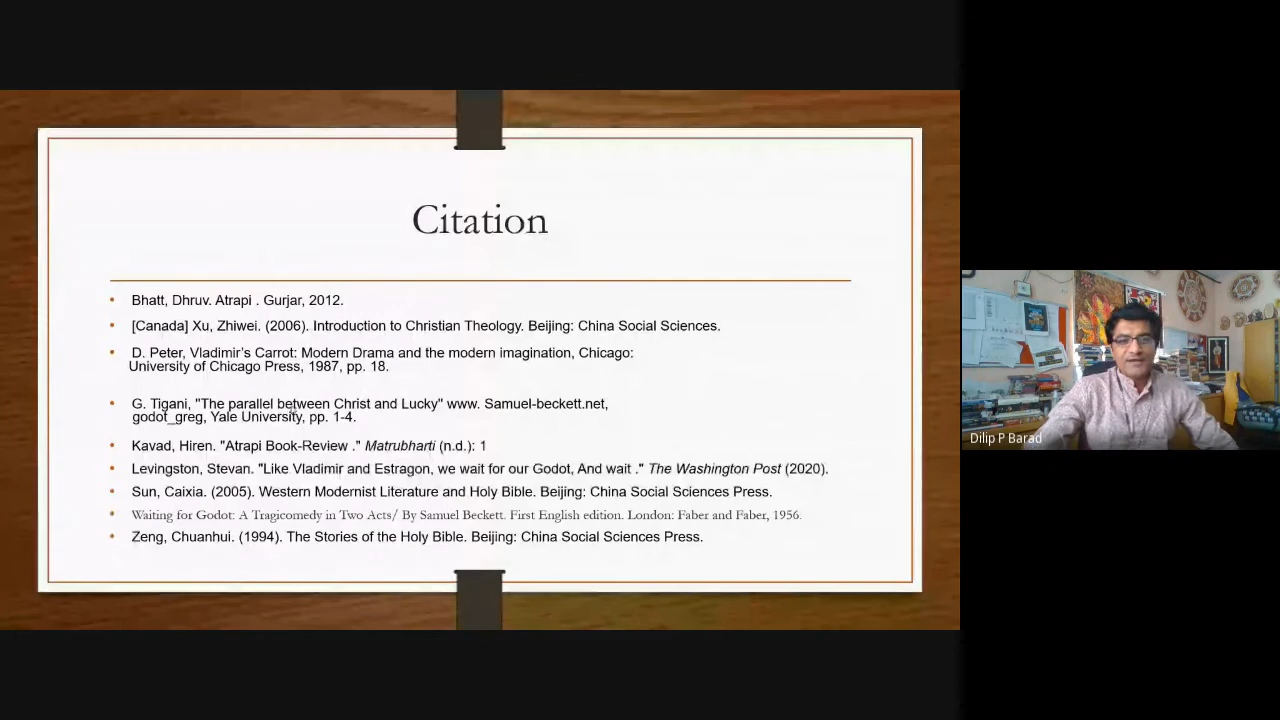 Citation
• Bhatt, Dhruv. Atrapi . Gurjar, 2012.
• [Canada] Xu, Zhiwei. (2006). Introduction to Christian Theology. Beijing: China Social Sciences.
• D. Peter, Vladimir's Carrot: Modern Drama and the modern imagination, Chicago:
University of Chicago Press, 1987, pp. 18.
• G. Tigani, "The parallel between Christ and Lucky" www. Samuel-beckett.net,
godot_greg, Yale University, pp. 1-4.
• Kavad, Hiren. "Atrapi Book-Review ." Matrubharti (n.d.): 1
• Levingston, Stevan. "Like Vladimir and Estragon, we wait for our Godot, And wait ." The Washington Post (2020).
• Sun, Caixia. (2005). Western Modernist Literature and Holy Bible. Beijing: China Social Sciences Press.
• Waiting for Godot: A Tragicomedy in Two Acts/ By Samuel Beckett. First English edition. London: Faber and Faber, 1956.
• Zeng, Chuanhui. (1994). The Stories of the Holy Bible. Beijing: China Social Sciences Press.
Dilip P Barad